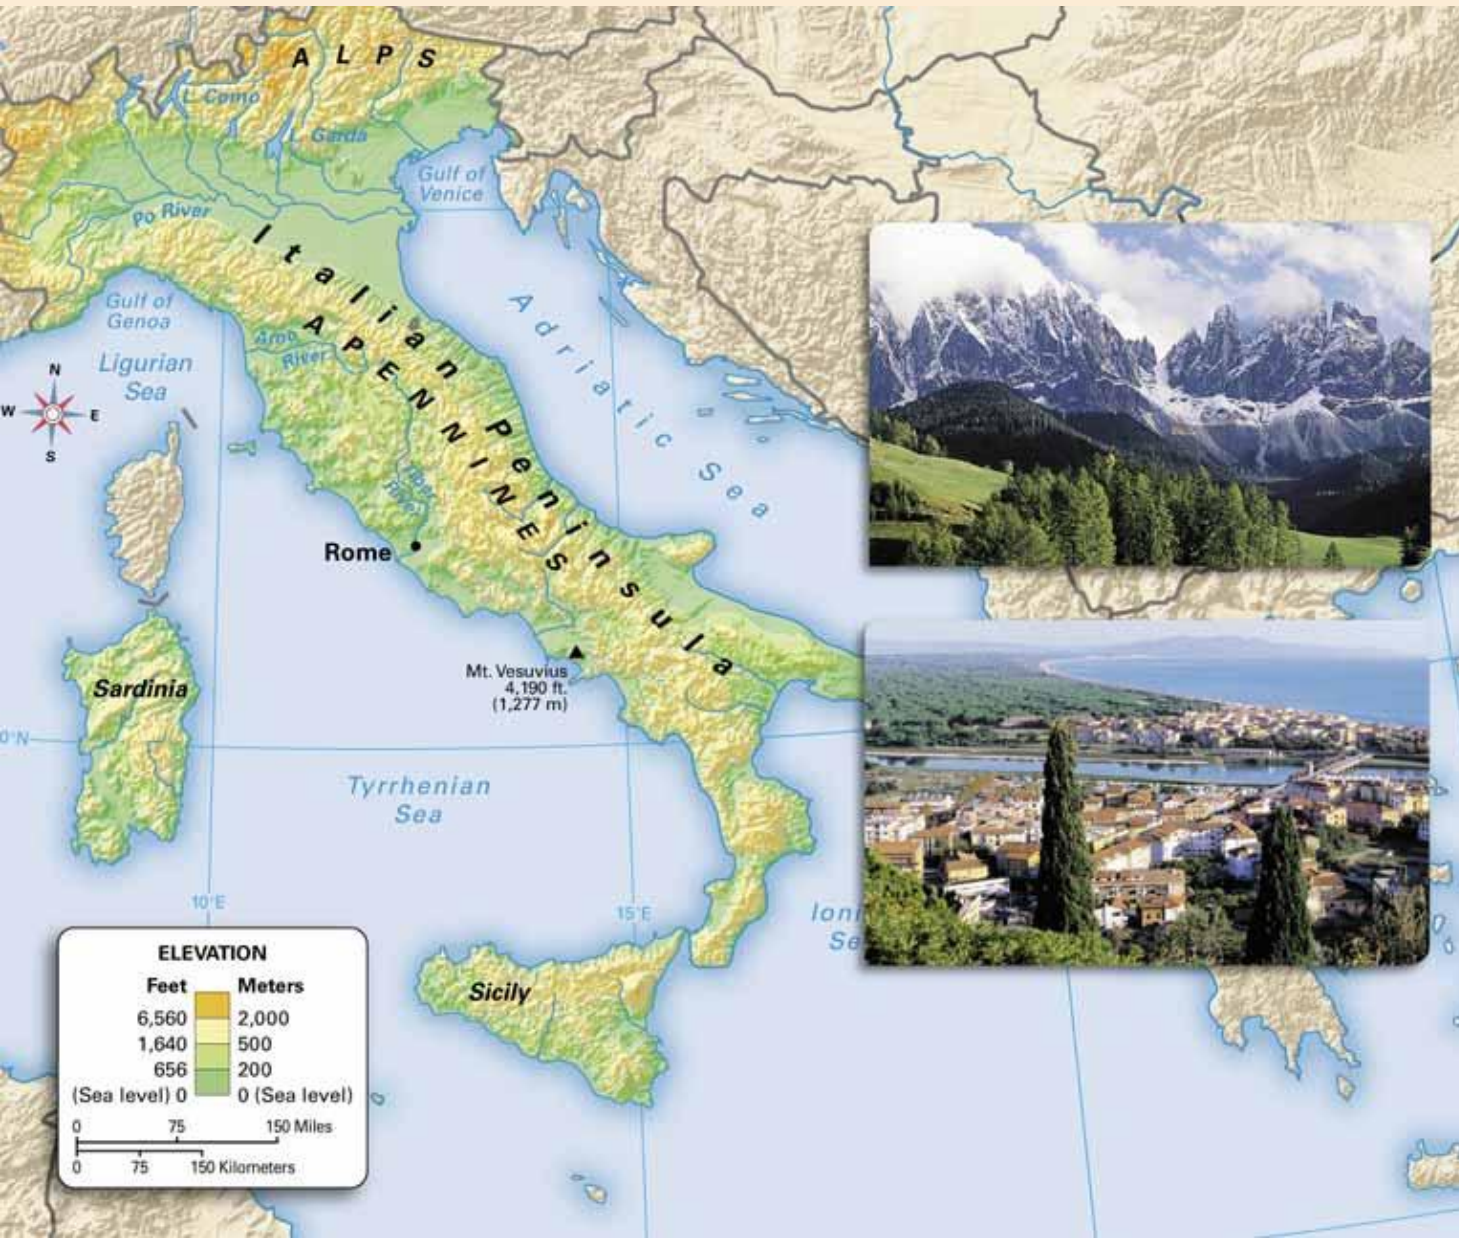 ALPS
L. Como
L. Garda
Gulf of
Venice
Po River
Italian Peninsula
APENNINES
Gulf of
Genoa
Arno
River
Ligurian
Sea
Adriatic Sea
N
W
E
S
Tiber
River
Rome
Mt. Vesuvius
4,190 ft.
(1,277 m)
Sardinia
0°N
Tyrrhenian
Sea
10°E
15°E
Ioni
Se
Sicily
ELEVATION
Feet Meters
6,560 2,000
1,640 500
656 200
(Sea level) 0 0 (Sea level)
0 75 150 Miles
0 75 150 Kilometers